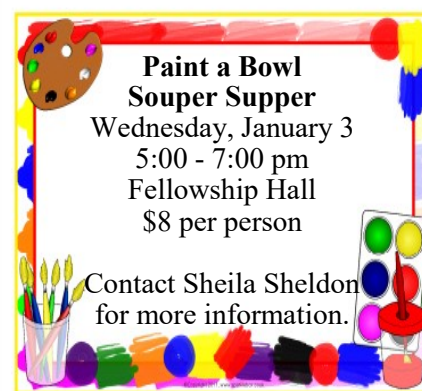 Paint a Bowl
Souper Supper
Wednesday, January 3
5:00 - 7:00 pm
Fellowship Hall
$8 per person
Contact Sheila Sheldon
for more information.